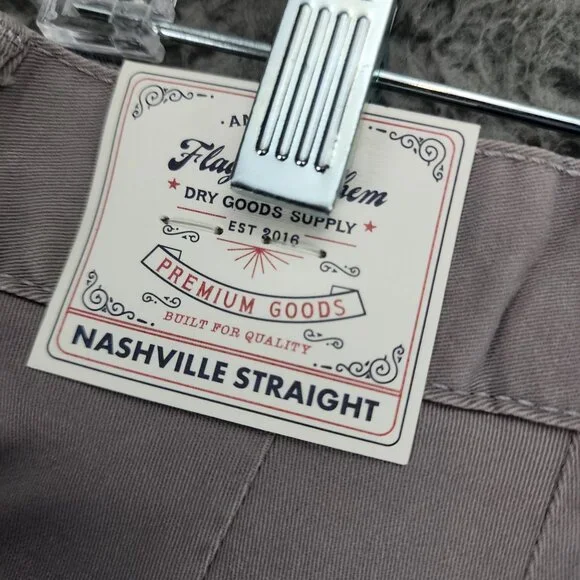 DRY GOODS SUPPLY
EST 2016
PREMIUM GOODS
BUILT FOR QUALITY
NASHVILLE STRAIGHT